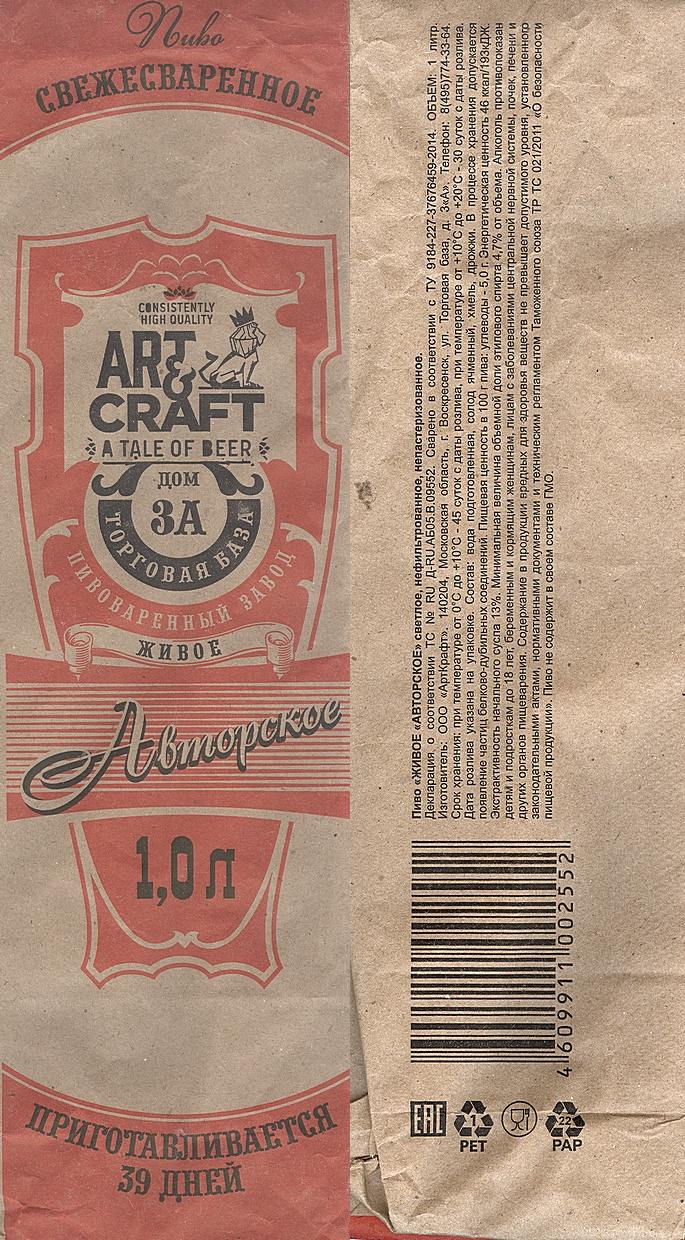 Пиво
СВЕЖЕСВАРЕННОЕ
CONSISTENTLY
HIGH QUALITY
ART
&
CRAFT
A TALE OF BEER
ДОМ
3А
ТОРГОВАЯ БАЗА
ПИВОВАРЕННЫЙ ЗАВОД
ЖИВОЕ
Авторское
1,0 л
ПРИГОТАВЛИВАЕТСЯ
39 ДНЕЙ
Пиво «ЖИВОЕ «АВТОРСКОЕ» светлое, нефильтрованное, непастеризованное.
Декларация о соответствии ТС № RU Д-RU.АБ05.В.09552. Сварено в соответствии с ТУ 9184-227-37676459-2014. ОБЪЕМ: 1 литр.
Изготовитель: ООО «АртКрафт». 140204, Московская область, г. Воскресенск, ул. Торговая база, д. 3«А». Телефон: 8(495)774-33-64.
Срок хранения: при температуре от 0°С до +10°С - 45 суток с даты розлива, при температуре от +10°С до +20°С - 30 суток с даты розлива.
Дата розлива указана на упаковке. Состав: вода подготовленная, солод ячменный, хмель, дрожжи. В процессе хранения допускается
появление частиц белково-дубильных соединений. Пищевая ценность в 100 г пива: углеводы - 5,0 г. Энергетическая ценность 46 ккал/193кДЖ.
Экстрактивность начального сусла 13%. Минимальная величина объемной доли этилового спирта 4,7% от объема. Алкоголь противопоказан
детям и подросткам до 18 лет, беременным и кормящим женщинам, лицам с заболеваниями центральной нервной системы, почек, печени и
других органов пищеварения. Содержание в продукции вредных для здоровья веществ не превышает допустимого уровня, установленного
законодательными актами, нормативными документами и техническим регламентом Таможенного союза ТР ТС 021/2011 «О безопасности
пищевой продукции». Пиво не содержит в своем составе ГМО.
4 609911 002552
EAC
1
PET
22
PAP